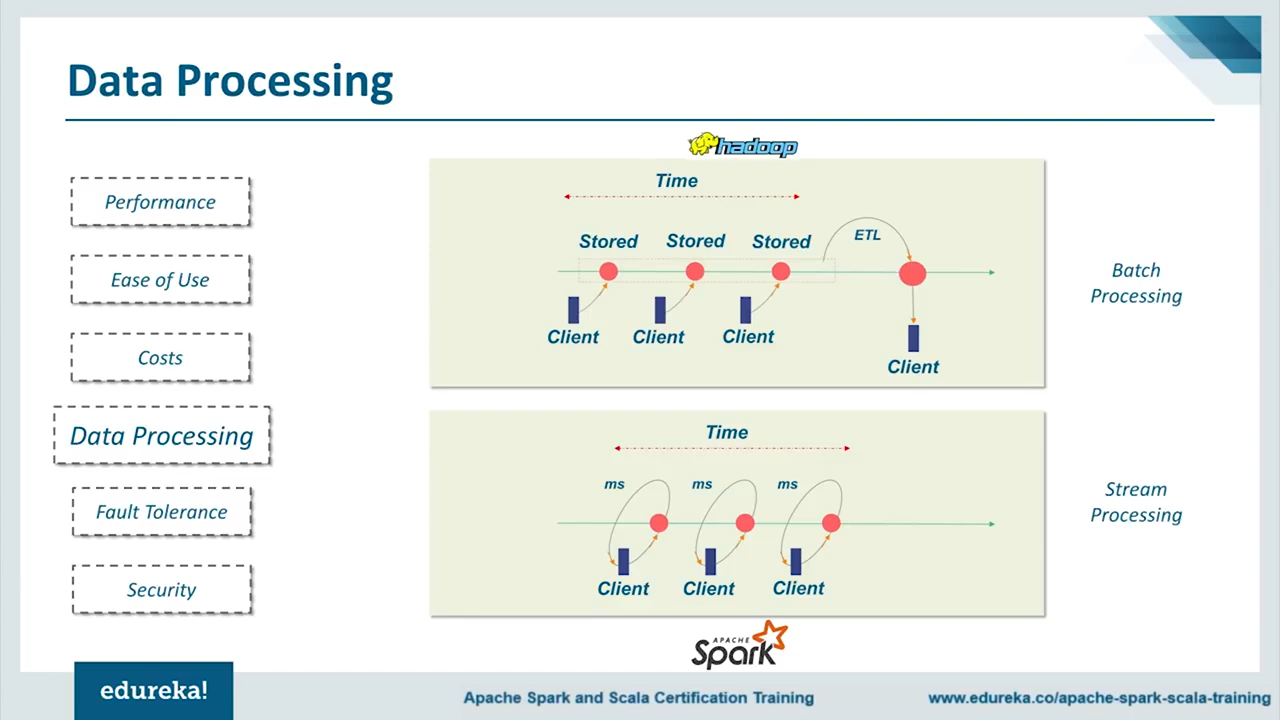 Data Processing
Performance
Ease of Use
Costs
Data Processing
Fault Tolerance
Security
hadoop
Time
Stored Stored Stored
ETL
Client Client Client
Client
Batch
Processing
Time
ms ms ms
Client Client Client
Stream
Processing
APACHE
Spark
edureka!
Apache Spark and Scala Certification Training
www.edureka.co/apache-spark-scala-training